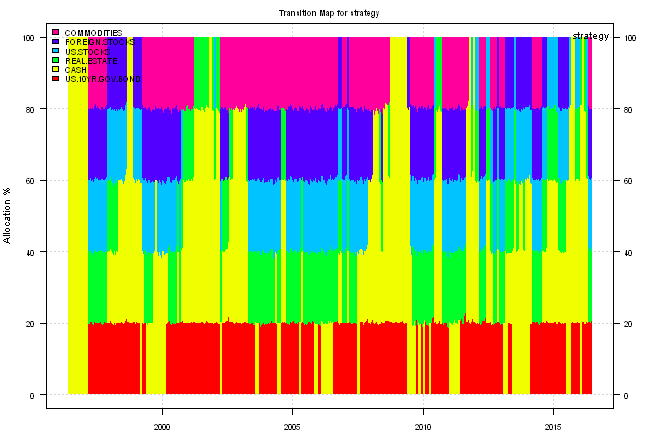 Transition Map for strategy
strategy
COMMODITIES
FOREIGN.STOCKS
US.STOCKS
REAL.ESTATE
CASH
US.10YR.GOV.BOND
Allocation %
100
80
60
40
20
0
100
80
60
40
20
0
2000 2005 2010 2015